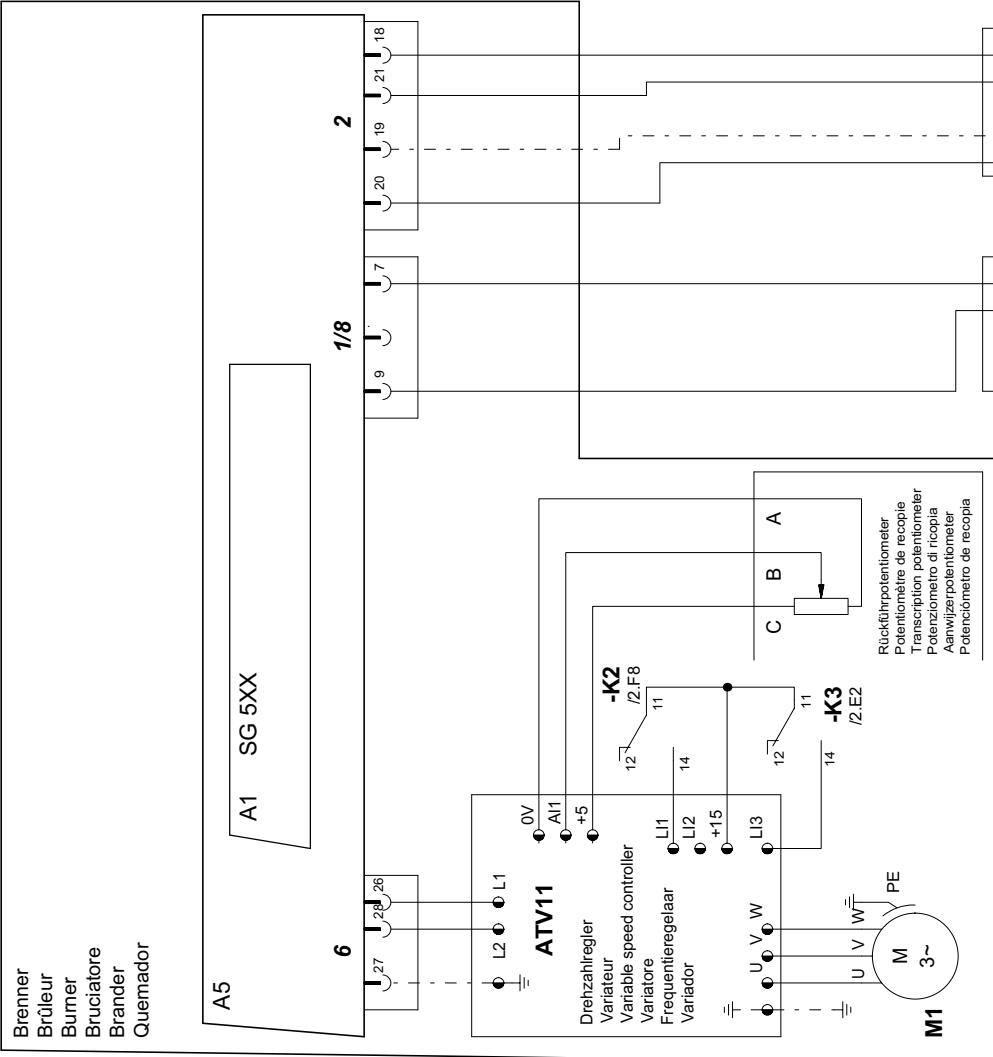 Brenner
Brûleur
Burner
Bruciatore
Brander
Quemador
A5
A1 SG 5XX
6
1/8
2
27
28
26
9
7
20
19
21
18
L2
L1
ATV11
Drehzahlregler
Variateur
Variable speed controller
Variatore
Frequentieregelaar
Variador
0V
AI1
+5
LI1
LI2
+15
LI3
U
V
W
-K2
/2.F8
12
11
14
-K3
/2.E2
12
11
14
C
B
A
Rückführpotentiometer
Potentiomètre de recopie
Transcription potentiometer
Potenziometro di ricopia
Aanwijzerpotentiometer
Potenciómetro de recopia
M1
U
V
W
PE
M
3~